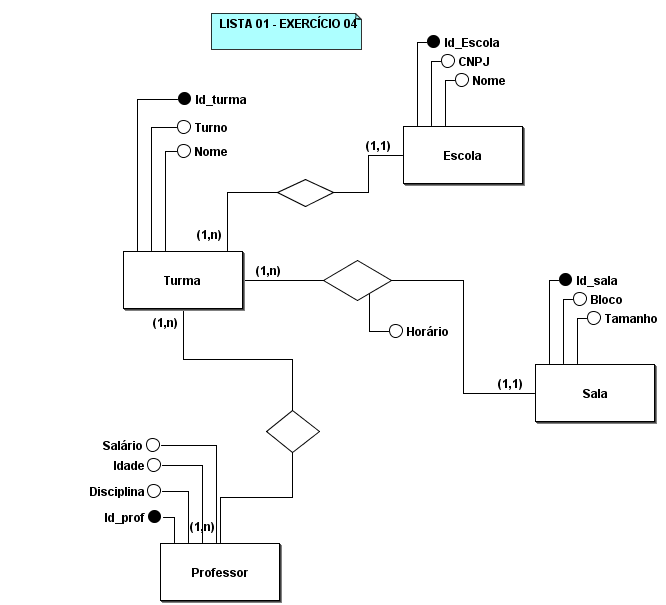 LISTA 01 - EXERCÍCIO 04
Id_Escola
CNPJ
Nome
Id_turma
Turno
Nome
(1,1)
Escola
(1,n)
Turma
(1,n)
Id_sala
Bloco
Tamanho
(1,n)
Horário
(1,1)
Sala
Salário
Idade
Disciplina
Id_prof
(1,n)
Professor